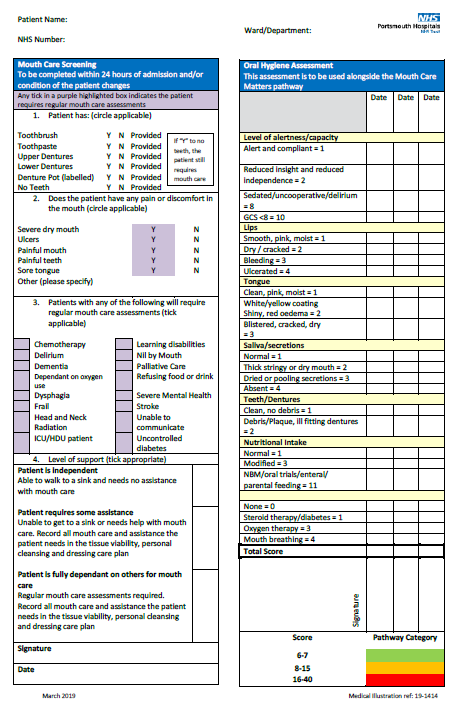 Patient Name:
NHS Number:
Ward/Department:
NHS
Portsmouth Hospitals
NHS Trust
Mouth Care Screening
To be completed within 24 hours of admission and/or
condition of the patient changes
Any tick in a purple highlighted box indicates the patient
requires regular mouth care assessments
1. Patient has: (circle applicable)
Toothbrush Y N Provided
Toothpaste Y N Provided
Upper Dentures Y N Provided
Lower Dentures Y N Provided
Denture Pot (labelled) Y N Provided
No Teeth Y N Provided
If "Y" to no
teeth, the
patient still
requires
mouth care
2. Does the patient have any pain or discomfort in
the mouth (circle applicable)
Severe dry mouth Y N
Ulcers Y N
Painful mouth Y N
Painful teeth Y N
Sore tongue Y N
Other (please specify)
3. Patients with any of the following will require
regular mouth care assessments (tick
applicable)
Chemotherapy
Delirium
Dementia
Dependant on oxygen
use
Dysphagia
Frail
Head and Neck
Radiation
ICU/HDU patient
Learning disabilities
Nil by Mouth
Palliative Care
Refusing food or drink
Severe Mental Health
Stroke
Unable to
communicate
Uncontrolled
diabetes
4. Level of support (tick appropriate)
Patient is Independent
Able to walk to a sink and needs no assistance
with mouth care
Patient requires some assistance
Unable to get to a sink or needs help with mouth
care. Record all mouth care and assistance the
patient needs in the tissue viability, personal
cleansing and dressing care plan
Patient is fully dependant on others for mouth
care
Regular mouth care assessments required.
Record all mouth care and assistance the patient
needs in the tissue viability, personal cleansing
and dressing care plan
Signature
Date
Oral Hygiene Assessment
This assessment is to be used alongside the Mouth Care
Matters pathway
Date Date Date
Level of alertness/capacity
Alert and compliant = 1
Reduced insight and reduced
independence = 2
Sedated/uncooperative/delirium
= 8
GCS <8 = 10
Lips
Smooth, pink, moist = 1
Dry / cracked = 2
Bleeding = 3
Ulcerated = 4
Tongue
Clean, pink, moist = 1
White/yellow coating
Shiny, red oedema = 2
Blistered, cracked, dry
= 3
Saliva/secretions
Normal = 1
Thick stringy or dry mouth = 2
Dried or pooling secretions = 3
Absent = 4
Teeth/Dentures
Clean, no debris = 1
Debris/Plaque, ill fitting dentures
= 2
Nutritional Intake
Normal = 1
Modified = 3
NBM/oral trials/enteral/
parental feeding = 11
None = 0
Steroid therapy/diabetes = 1
Oxygen therapy = 3
Mouth breathing = 4
Total Score
Signature
Score Pathway Category
6-7
8-15
16-40
March 2019
Medical Illustration ref: 19-1414